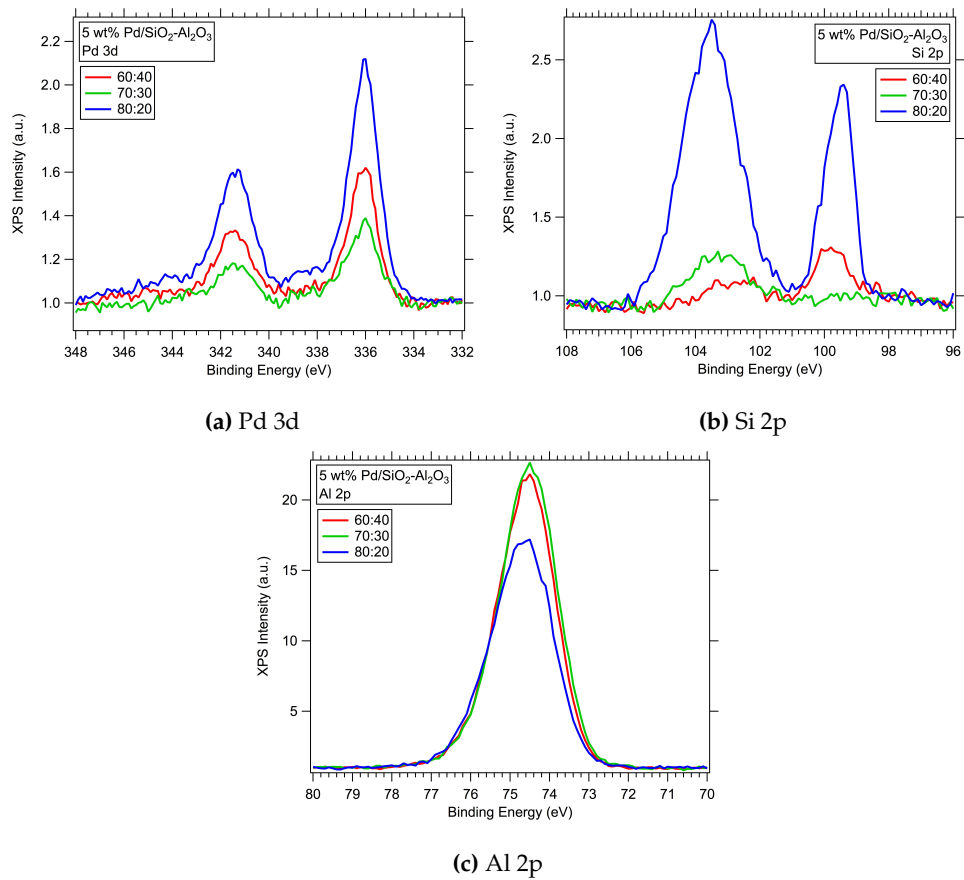 5 wt% Pd/SiO₂-Al₂O₃
Pd 3d
60:40
70:30
80:20
2.2
2.0
1.8
1.6
1.4
1.2
1.0
XPS Intensity (a.u.)
348 346 344 342 340 338 336 334 332
Binding Energy (eV)
(a) Pd 3d
5 wt% Pd/SiO₂-Al₂O₃
Si 2p
60:40
70:30
80:20
2.5
2.0
1.5
1.0
XPS Intensity (a.u.)
108 106 104 102 100 98 96
Binding Energy (eV)
(b) Si 2p
5 wt% Pd/SiO₂-Al₂O₃
Al 2p
60:40
70:30
80:20
20
15
10
5
XPS Intensity (a.u.)
80 79 78 77 76 75 74 73 72 71 70
Binding Energy (eV)
(c) Al 2p